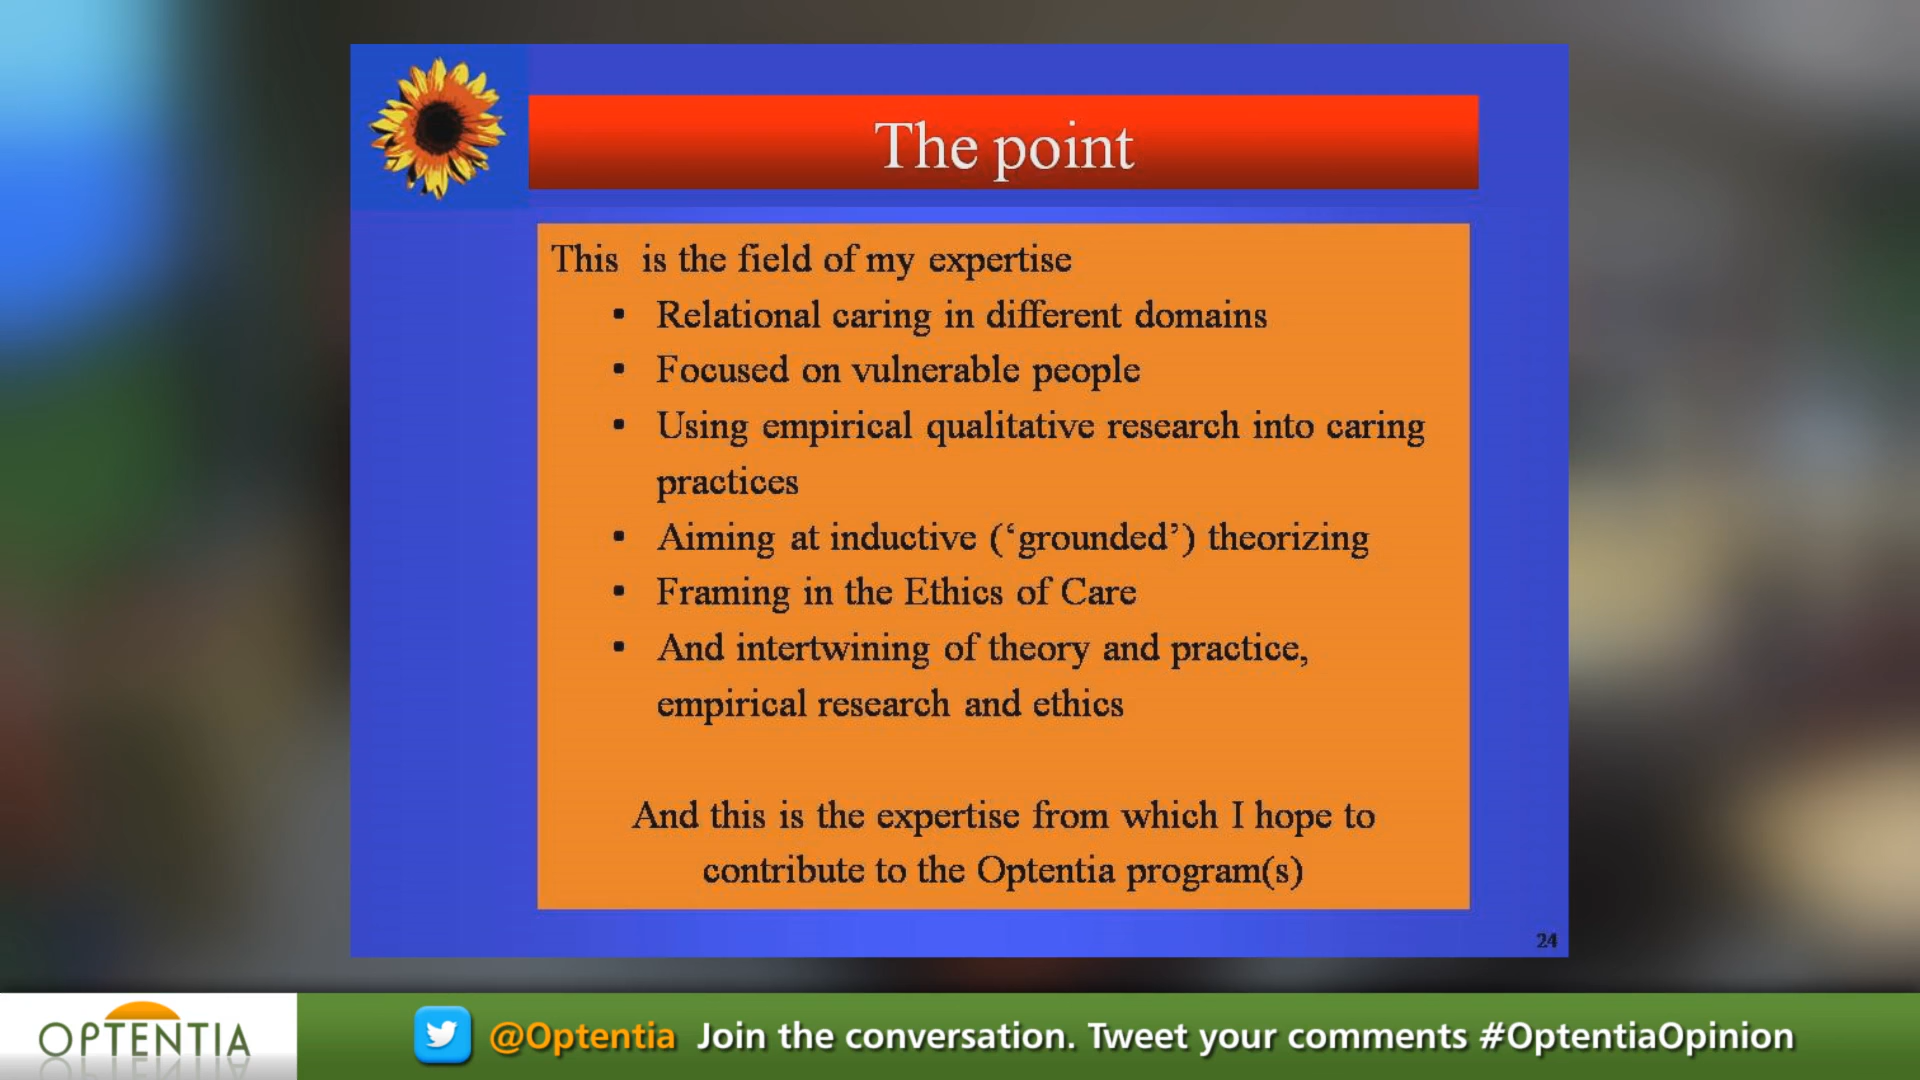 The point
This is the field of my expertise
• Relational caring in different domains
• Focused on vulnerable people
• Using empirical qualitative research into caring
practices
• Aiming at inductive (‘grounded’) theorizing
• Framing in the Ethics of Care
• And intertwining of theory and practice,
empirical research and ethics
And this is the expertise from which I hope to
contribute to the Optentia program(s)
24
OPTENTIA
@Optentia Join the conversation. Tweet your comments #OptentiaOpinion